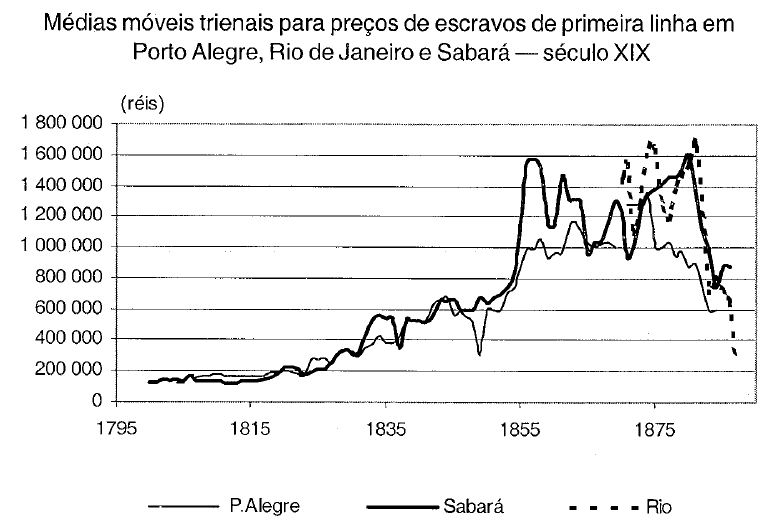 Médias móveis trienais para preços de escravos de primeira linha em
Porto Alegre, Rio de Janeiro e Sabará — século XIX
(réis)
1 800 000
1 600 000
1 400 000
1 200 000
1 000 000
800 000
600 000
400 000
200 000
0
1795
1815
1835
1855
1875
P.Alegre
Sabará
Rio